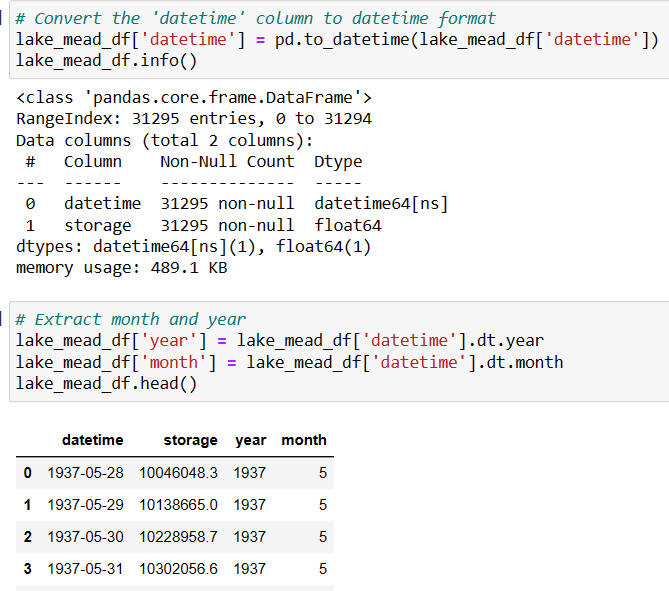 # Convert the 'datetime' column to datetime format
lake_mead_df['datetime'] = pd.to_datetime(lake_mead_df['datetime'])
lake_mead_df.info()
<class 'pandas.core.frame.DataFrame'>
RangeIndex: 31295 entries, 0 to 31294
Data columns (total 2 columns):
 #   Column    Non-Null Count  Dtype
---  ------    --------------  -----
 0   datetime  31295 non-null  datetime64[ns]
 1   storage   31295 non-null  float64
dtypes: datetime64[ns](1), float64(1)
memory usage: 489.1 KB
# Extract month and year
lake_mead_df['year'] = lake_mead_df['datetime'].dt.year
lake_mead_df['month'] = lake_mead_df['datetime'].dt.month
lake_mead_df.head()
datetime storage year month
0 1937-05-28 10046048.3 1937 5
1 1937-05-29 10138665.0 1937 5
2 1937-05-30 10228958.7 1937 5
3 1937-05-31 10302056.6 1937 5